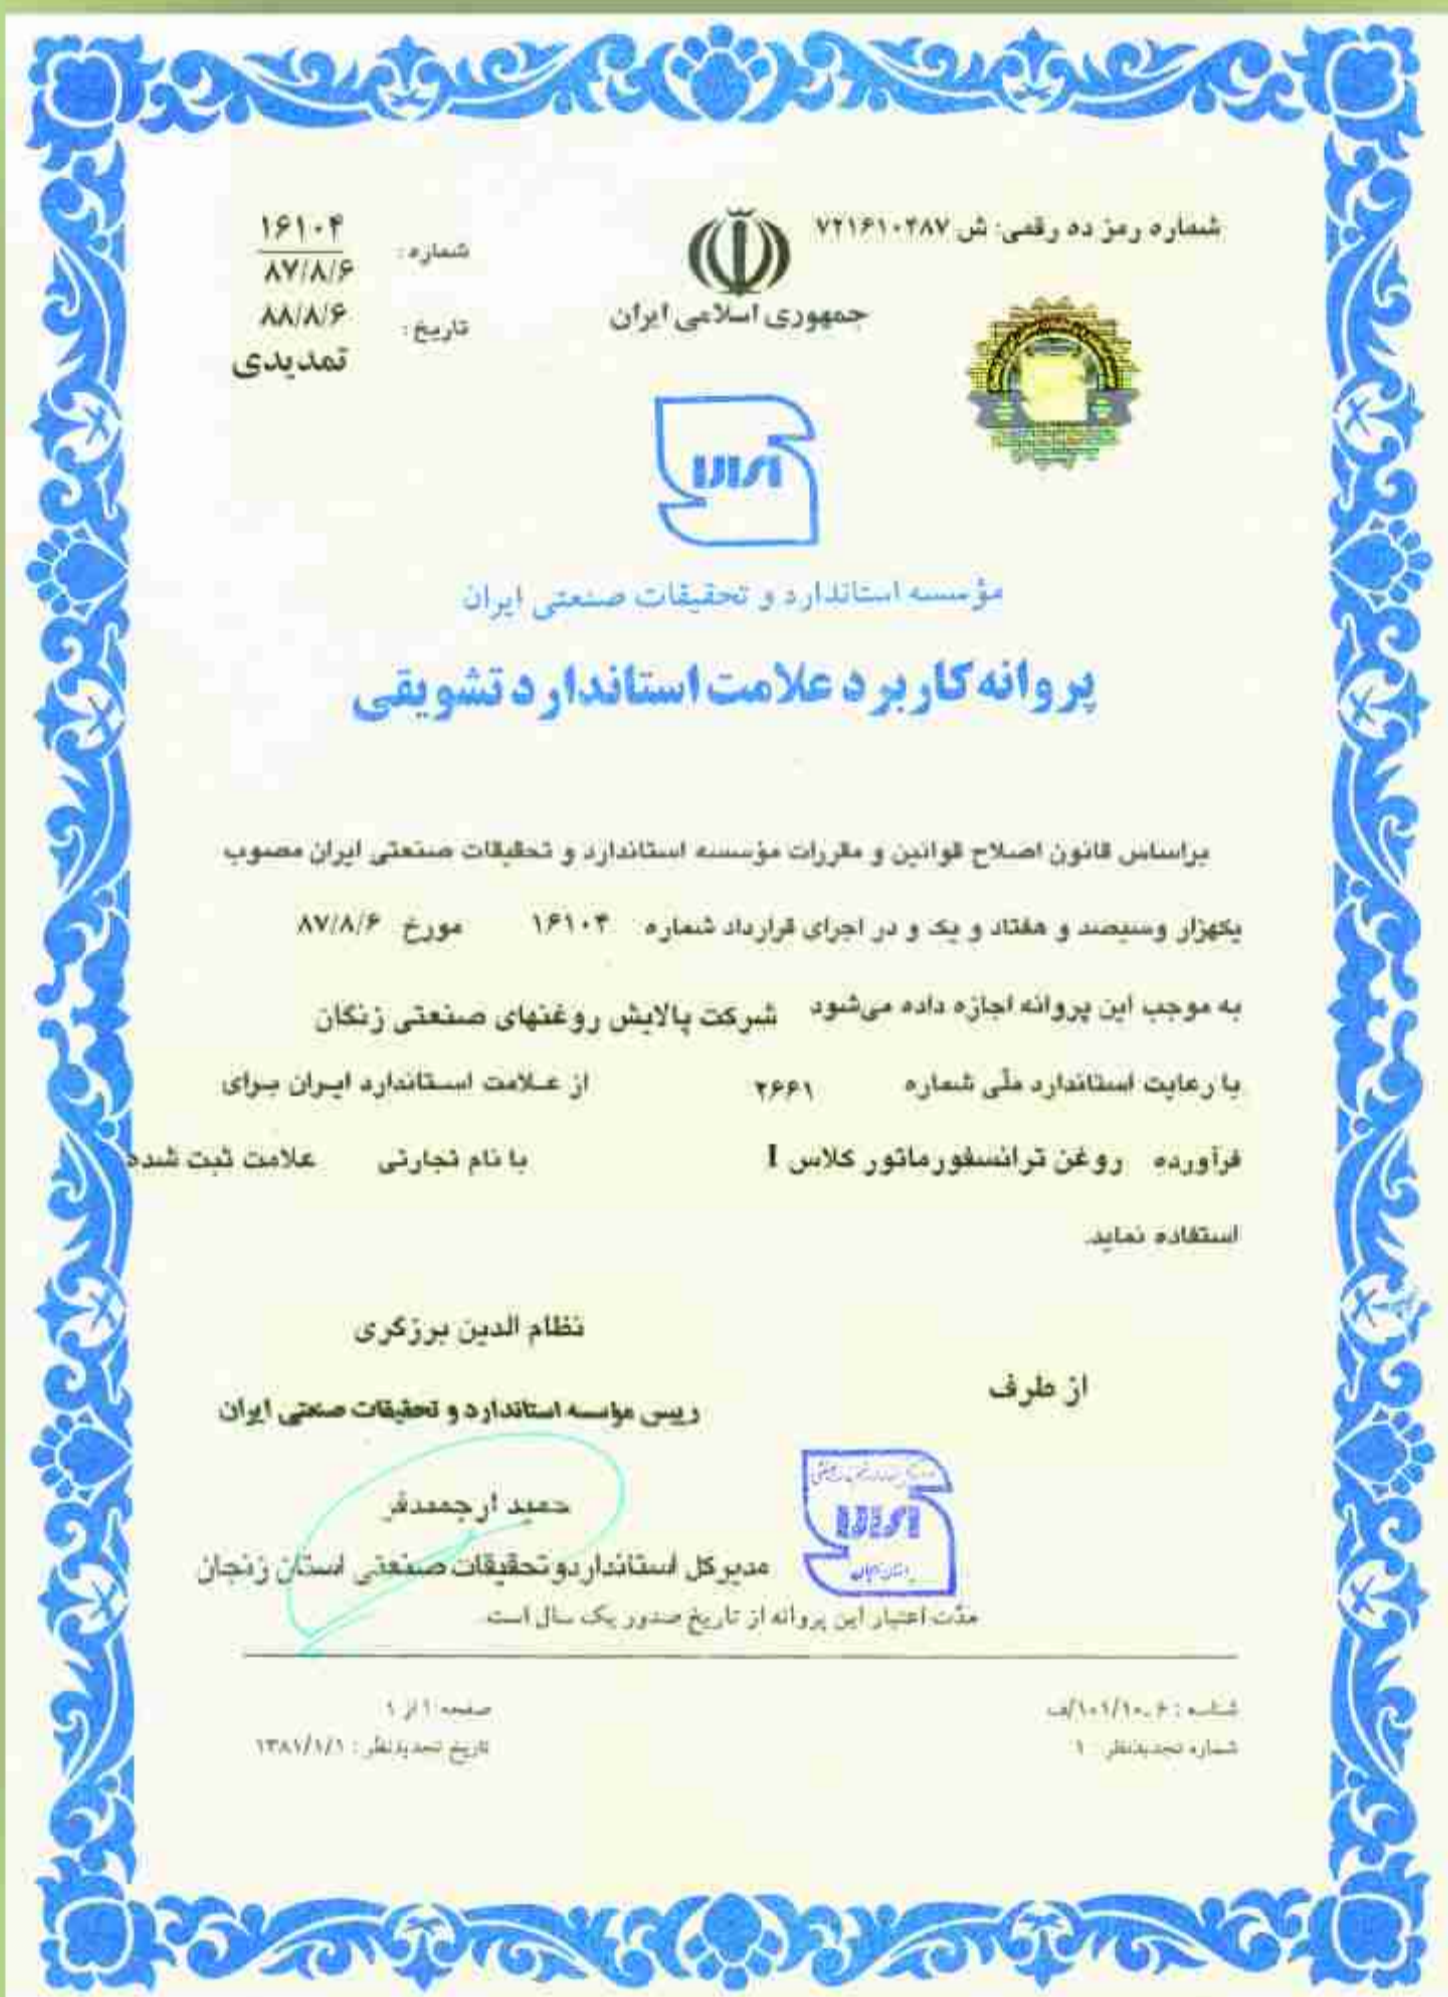 شماره رمز ده رقمی: ش ۷۲۱۶۱۰۲۸۷
شماره: ۱۶۱۰۴
۸۷/۸/۶
تاریخ: ۸۸/۸/۶
تمدیدی
جمهوری اسلامی ایران
مؤسسه استاندارد و تحقیقات صنعتی ایران
پروانه کاربرد علامت استاندارد تشویقی
براساس قانون اصلاح قوانین و مقررات مؤسسه استاندارد و تحقیقات صنعتی ایران مصوب
یکهزار وسیصد و هفتاد و یک و در اجرای قرارداد شماره ۱۶۱۰۴ مورخ ۸۷/۸/۶
به موجب این پروانه اجازه داده می‌شود شرکت پالایش روغنهای صنعتی زنگان
با رعایت استاندارد ملّی شماره ۲۶۶۱ از علامت استاندارد ایران برای
فرآورده روغن ترانسفورماتور کلاس I با نام تجارتی علامت ثبت شده
استفاده نماید.
نظام الدین برزگری
از طرف
رییس مؤسسه استاندارد و تحقیقات صنعتی ایران
حمید ارجمندفر
مدیرکل استاندارد و تحقیقات صنعتی استان زنجان
مدّت اعتبار این پروانه از تاریخ صدور یک سال است.
شناسه : ۶-۱۰۱/۱۰/ف
صفحه ۱ از ۱
شماره تجدیدنظر : ۱
تاریخ تجدیدنظر : ۱۳۸۱/۱/۱